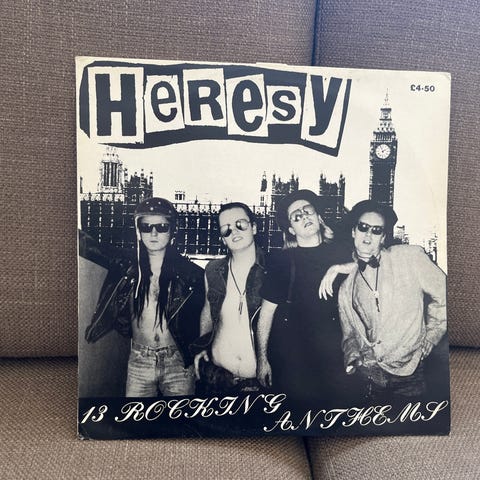 HeResy
£4·50
13 ROCKING
ANTHEMS